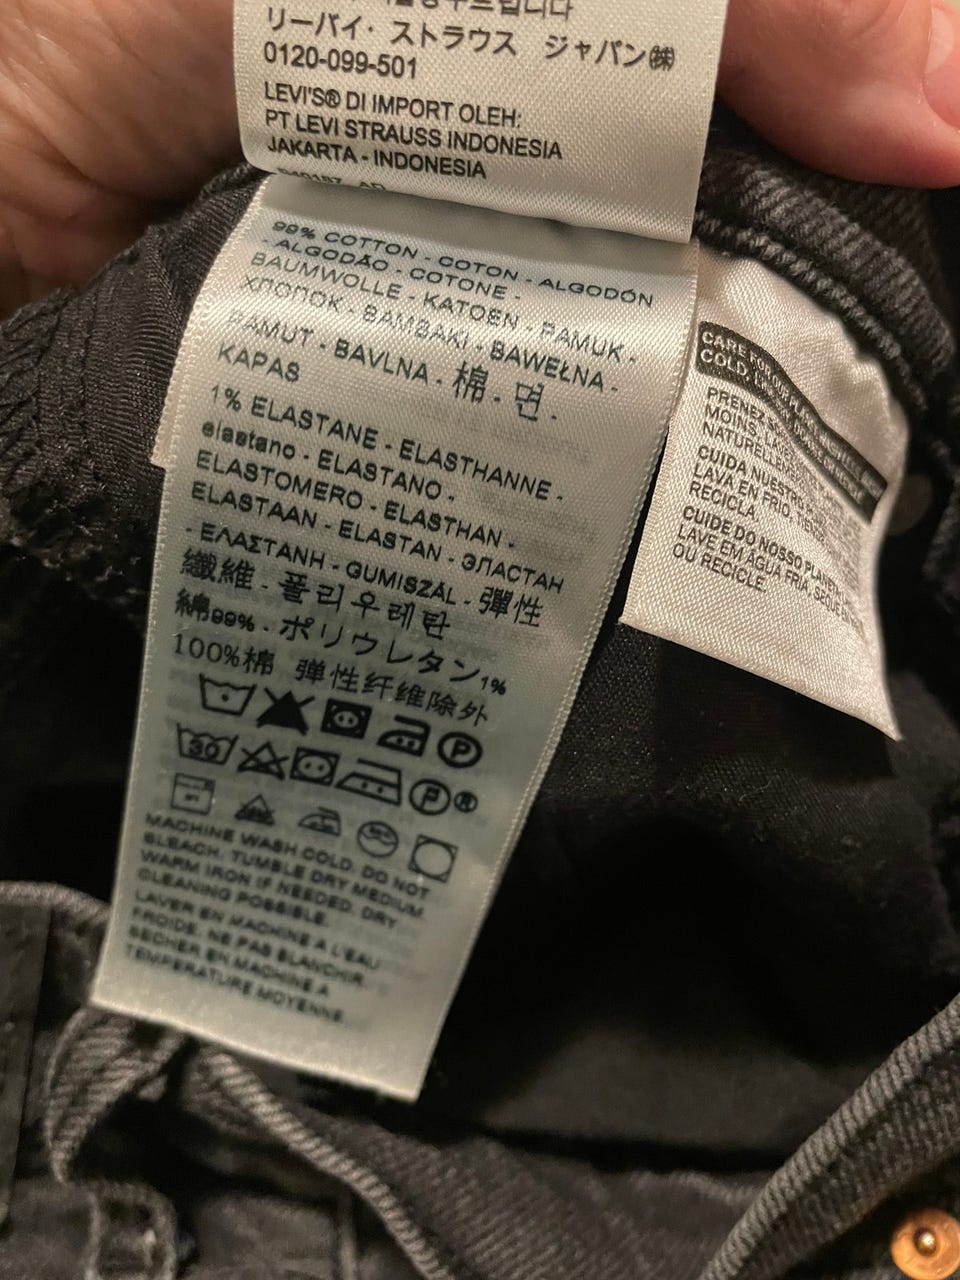 リーバイ・ストラウス ジャパン㈱
0120-099-501
LEVI'S® DI IMPORT OLEH:
PT LEVI STRAUSS INDONESIA
JAKARTA - INDONESIA
99% COTTON - COTON - ALGODÓN
- ALGODÃO - COTONE -
BAUMWOLLE - KATOEN - PAMUK -
ХЛОПОК - BAMBAKI - BAWEŁNA -
PAMUT - BAVLNA - 棉 - 면 -
KAPAS
1% ELASTANE - ELASTHANNE -
elastano - ELASTANO -
ELASTOMERO - ELASTHAN -
ELASTAAN - ELASTAN - ЭЛАСТАН
- ΕΛΑΣΤΑΝΗ - GUMISZÁL - 彈性
纖維 - 폴리우레탄
綿99% - ポリウレタン1%
100%棉 弹性纤维除外
P
30
P ®
MACHINE WASH COLD. DO NOT
BLEACH. TUMBLE DRY MEDIUM.
WARM IRON IF NEEDED. DRY
CLEANING POSSIBLE.
LAVER EN MACHINE A L'EAU
FROIDE. NE PAS BLANCHIR.
SECHER EN MACHINE A
TEMPERATURE MOYENNE.
CARE FOR OUR PLANET
COLD.
PRENEZ
MOINS,
NATURELLEMENT
CUIDA NUESTRO
LAVA EN FRIO,
RECICLA.
CUIDE DO NOSSO PLANETA
LAVE EM ÁGUA FRIA, SEQUE
OU RECICLE.